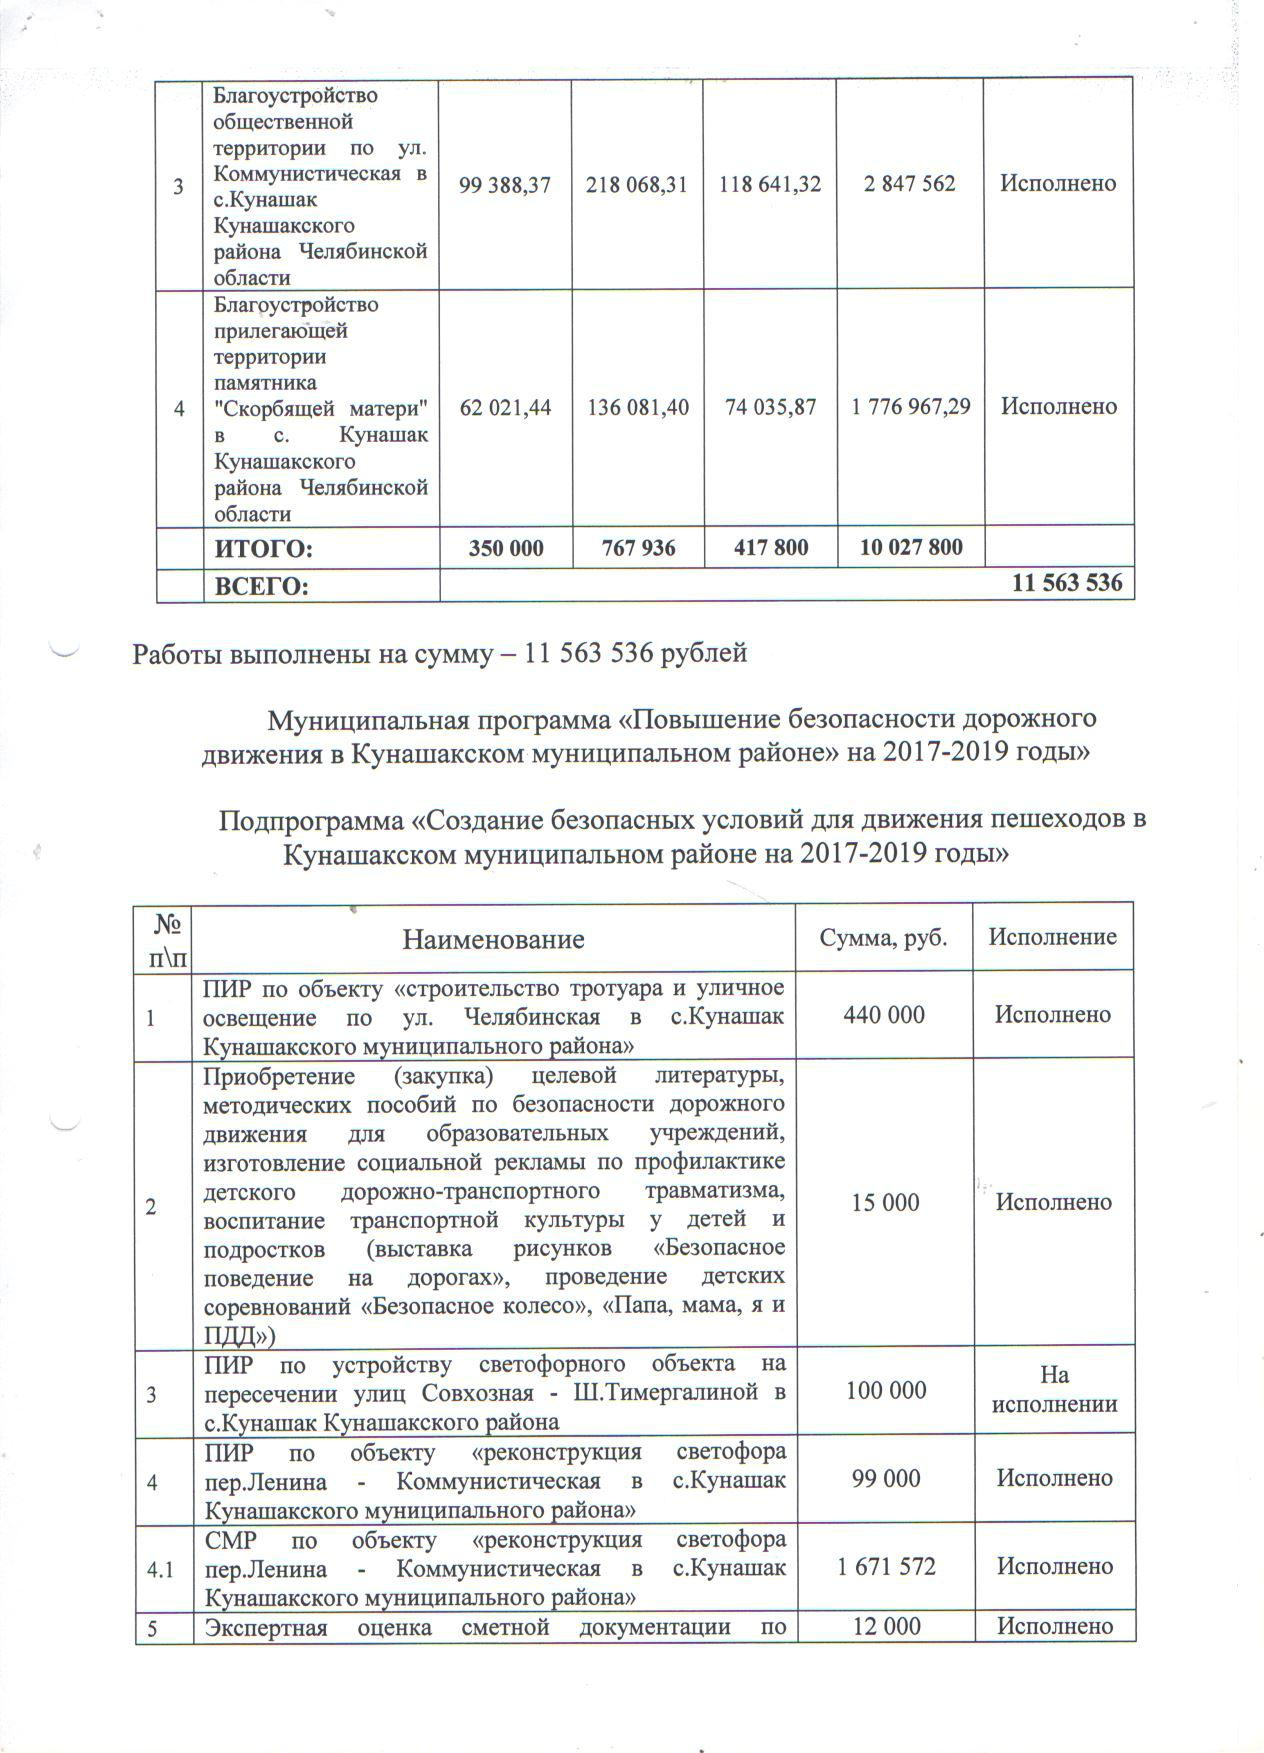 Благоустройство
общественной
территории по ул.
Коммунистическая в
3 с.Кунашак 99 388,37 218 068,31 118 641,32 2 847 562 Исполнено
Кунашакского
района Челябинской
области
Благоустройство
прилегающей
территории
памятника
4 "Скорбящей матери" 62 021,44 136 081,40 74 035,87 1 776 967,29 Исполнено
в с. Кунашак
Кунашакского
района Челябинской
области
ИТОГО: 350 000 767 936 417 800 10 027 800
ВСЕГО: 11 563 536
Работы выполнены на сумму – 11 563 536 рублей
Муниципальная программа «Повышение безопасности дорожного
движения в Кунашакском муниципальном районе» на 2017-2019 годы»
Подпрограмма «Создание безопасных условий для движения пешеходов в
Кунашакском муниципальном районе на 2017-2019 годы»
№
п\п Наименование Сумма, руб. Исполнение
ПИР по объекту «строительство тротуара и уличное
1 освещение по ул. Челябинская в с.Кунашак 440 000 Исполнено
Кунашакского муниципального района»
Приобретение (закупка) целевой литературы,
методических пособий по безопасности дорожного
движения для образовательных учреждений,
изготовление социальной рекламы по профилактике
детского дорожно-транспортного травматизма,
2 воспитание транспортной культуры у детей и 15 000 Исполнено
подростков (выставка рисунков «Безопасное
поведение на дорогах», проведение детских
соревнований «Безопасное колесо», «Папа, мама, я и
ПДД»)
ПИР по устройству светофорного объекта на
3 пересечении улиц Совхозная - Ш.Тимергалиной в 100 000 На исполнении
с.Кунашак Кунашакского района
ПИР по объекту «реконструкция светофора
4 пер.Ленина - Коммунистическая в с.Кунашак 99 000 Исполнено
Кунашакского муниципального района»
СМР по объекту «реконструкция светофора
4.1 пер.Ленина - Коммунистическая в с.Кунашак 1 671 572 Исполнено
Кунашакского муниципального района»
5 Экспертная оценка сметной документации по 12 000 Исполнено